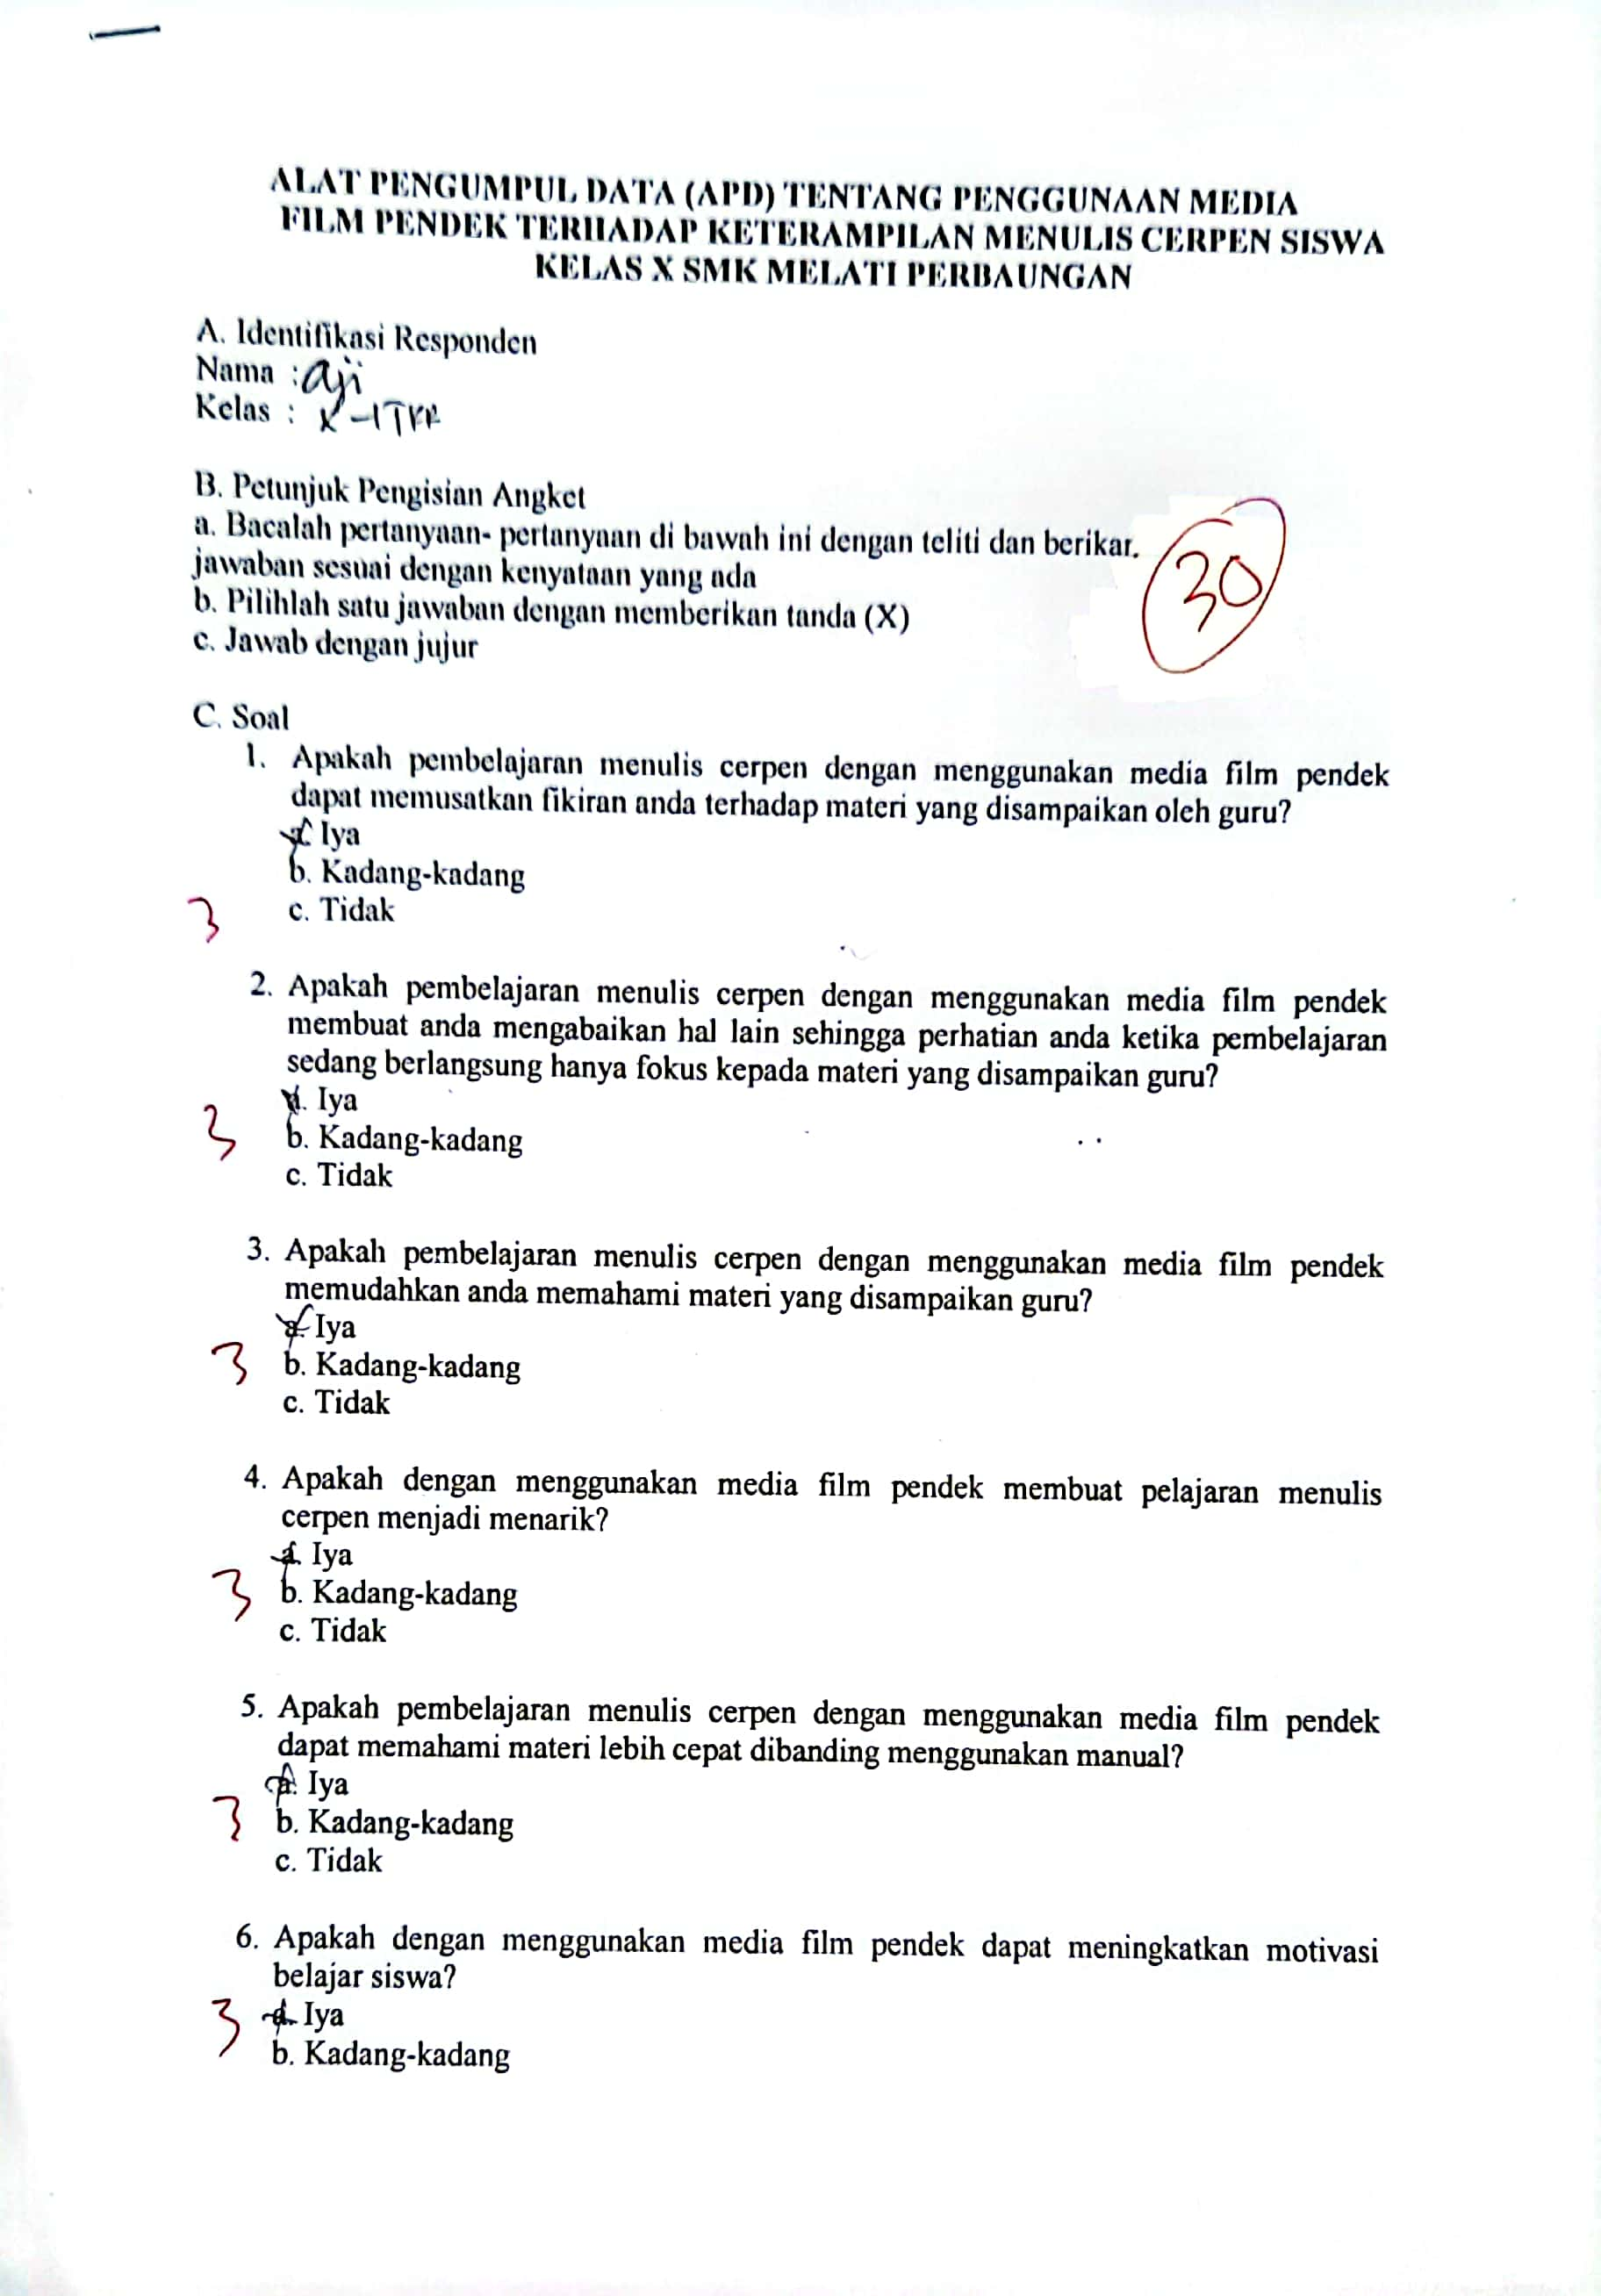 ALAT PENGUMPUL DATA (APD) TENTANG PENGGUNAAN MEDIA
FILM PENDEK TERHADAP KETERAMPILAN MENULIS CERPEN SISWA
KELAS X SMK MELATI PERBAUNGAN
A. Identifikasi Responden
Nama : aji
Kelas : X-1
B. Petunjuk Pengisian Angket
a. Bacalah pertanyaan- pertanyaan di bawah ini dengan teliti dan berikar.
jawaban sesuai dengan kenyataan yang ada
b. Pilihlah satu jawaban dengan memberikan tanda (X)
c. Jawab dengan jujur
30
C. Soal
1. Apakah pembelajaran menulis cerpen dengan menggunakan media film pendek
dapat memusatkan fikiran anda terhadap materi yang disampaikan oleh guru?
a. Iya
b. Kadang-kadang
3 c. Tidak
2. Apakah pembelajaran menulis cerpen dengan menggunakan media film pendek
membuat anda mengabaikan hal lain sehingga perhatian anda ketika pembelajaran
sedang berlangsung hanya fokus kepada materi yang disampaikan guru?
a. Iya
3 b. Kadang-kadang
c. Tidak
3. Apakah pembelajaran menulis cerpen dengan menggunakan media film pendek
memudahkan anda memahami materi yang disampaikan guru?
a. Iya
3 b. Kadang-kadang
c. Tidak
4. Apakah dengan menggunakan media film pendek membuat pelajaran menulis
cerpen menjadi menarik?
a. Iya
3 b. Kadang-kadang
c. Tidak
5. Apakah pembelajaran menulis cerpen dengan menggunakan media film pendek
dapat memahami materi lebih cepat dibanding menggunakan manual?
a. Iya
3 b. Kadang-kadang
c. Tidak
6. Apakah dengan menggunakan media film pendek dapat meningkatkan motivasi
belajar siswa?
3 a. Iya
b. Kadang-kadang